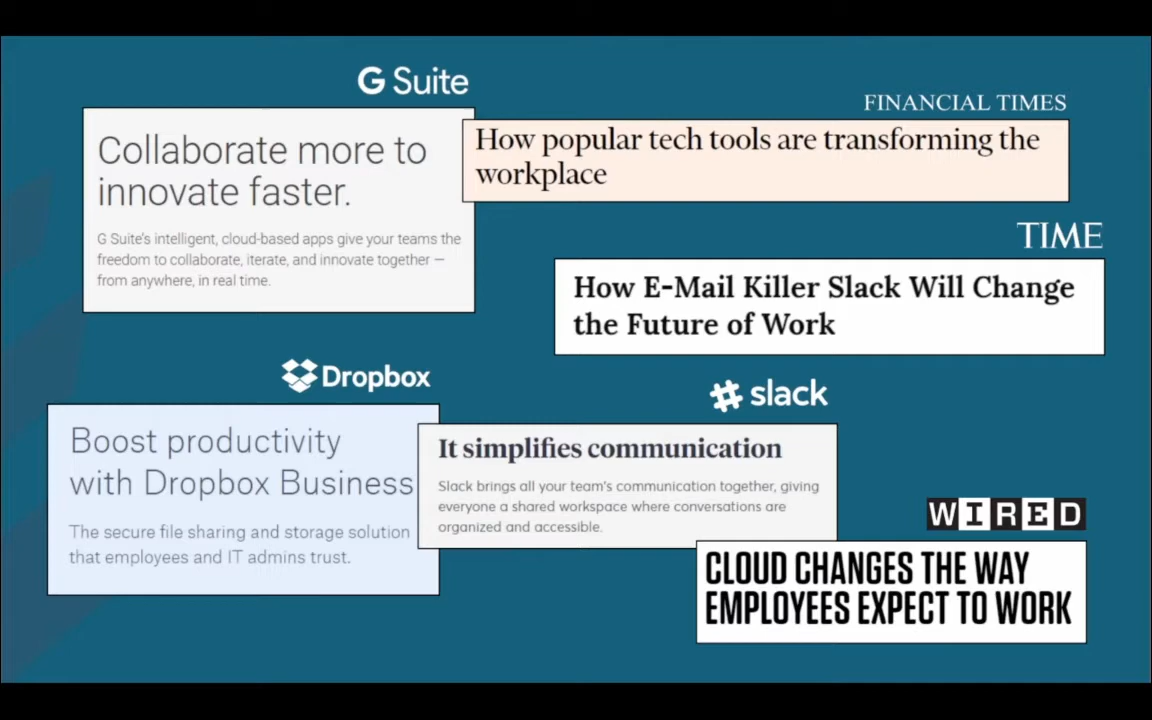 G Suite
Collaborate more to
innovate faster.
G Suite's intelligent, cloud-based apps give your teams the
freedom to collaborate, iterate, and innovate together —
from anywhere, in real time.
FINANCIAL TIMES
How popular tech tools are transforming the
workplace
TIME
How E-Mail Killer Slack Will Change
the Future of Work
Dropbox
Boost productivity
with Dropbox Business
The secure file sharing and storage solution
that employees and IT admins trust.
slack
It simplifies communication
Slack brings all your team's communication together, giving
everyone a shared workspace where conversations are
organized and accessible.
WIRED
CLOUD CHANGES THE WAY
EMPLOYEES EXPECT TO WORK